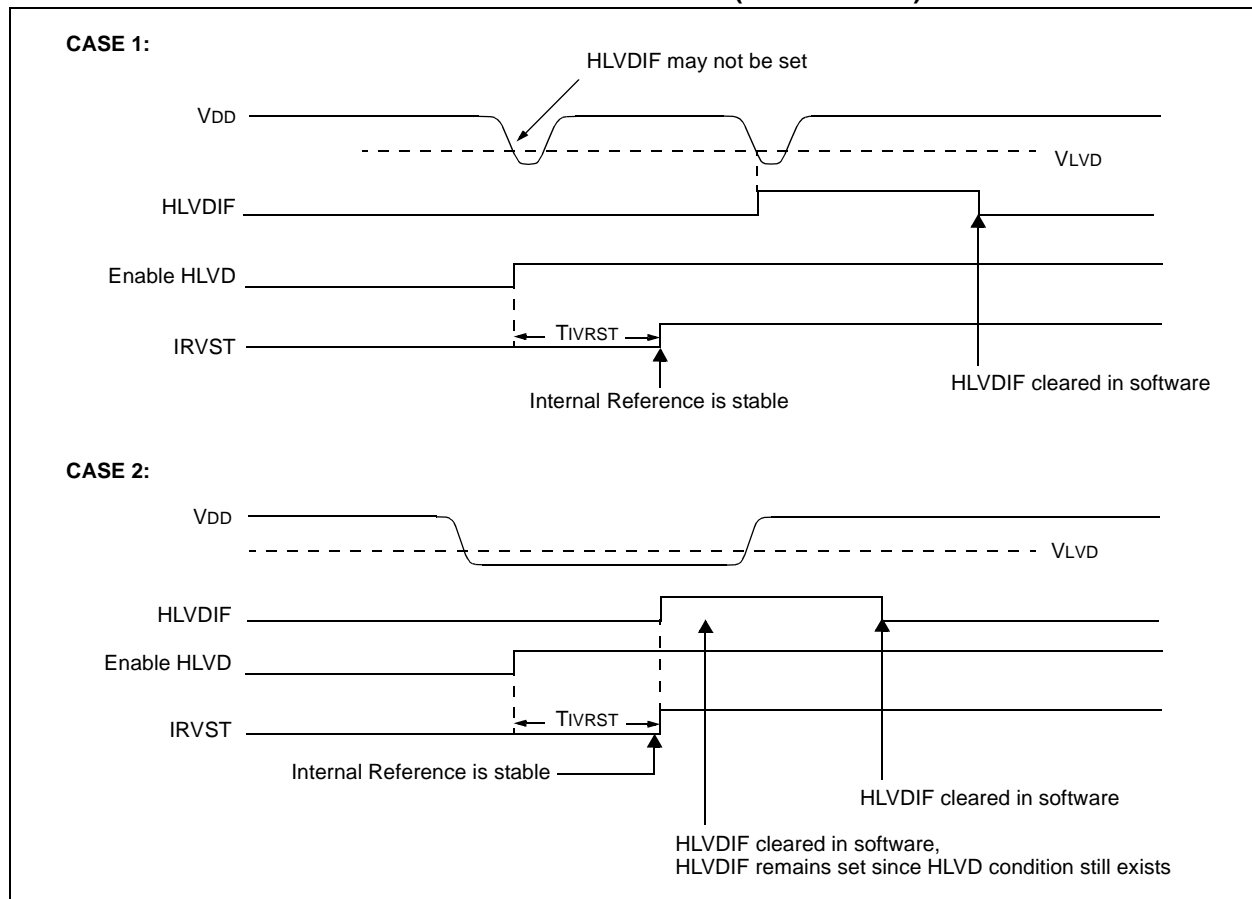 CASE 1:
HLVDIF may not be set
VDD
VLVD
HLVDIF
Enable HLVD
TIVRST
IRVST
HLVDIF cleared in software
Internal Reference is stable
CASE 2:
VDD
VLVD
HLVDIF
Enable HLVD
TIVRST
IRVST
Internal Reference is stable
HLVDIF cleared in software
HLVDIF cleared in software,
HLVDIF remains set since HLVD condition still exists